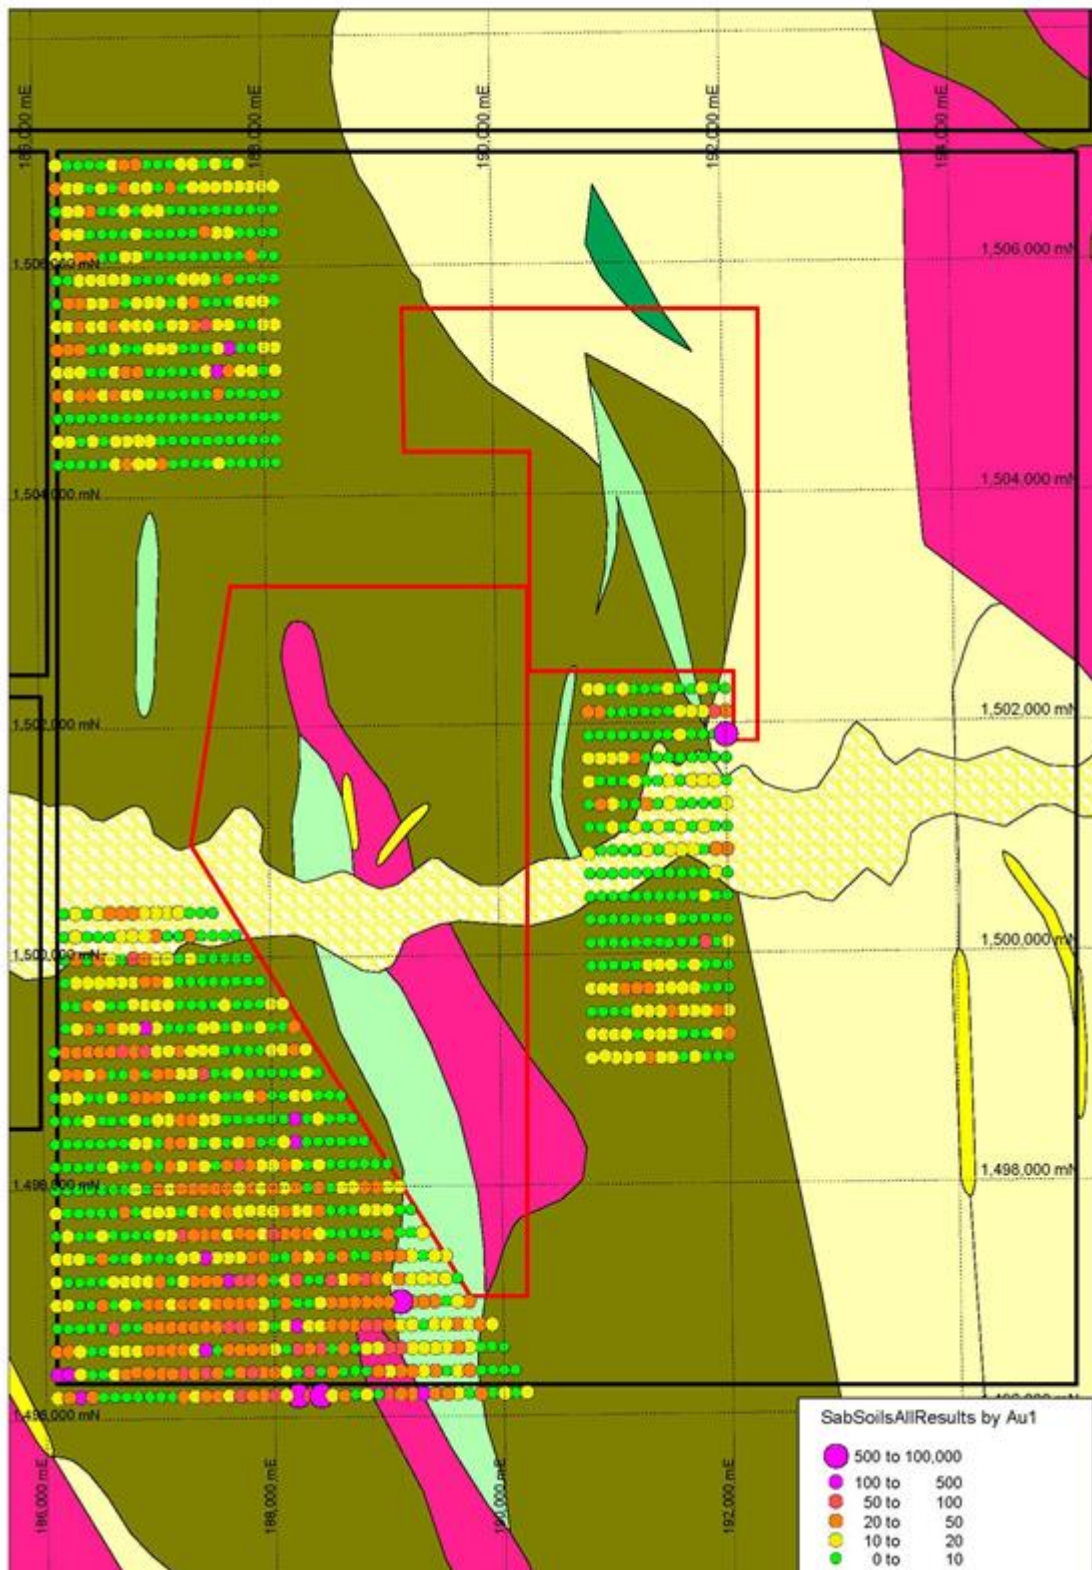 186,000 mE
188,000 mE
190,000 mE
192,000 mE
194,000 mE
1,506,000 mN
1,506,000 mN
1,504,000 mN
1,504,000 mN
1,502,000 mN
1,502,000 mN
1,500,000 mN
1,500,000 mN
1,498,000 mN
1,498,000 mN
1,496,000 mN
1,496,000 mN
186,000 mE
188,000 mE
190,000 mE
192,000 mE
SabSoilsAllResults by Au1
500 to 100,000
100 to 500
50 to 100
20 to 50
10 to 20
0 to 10